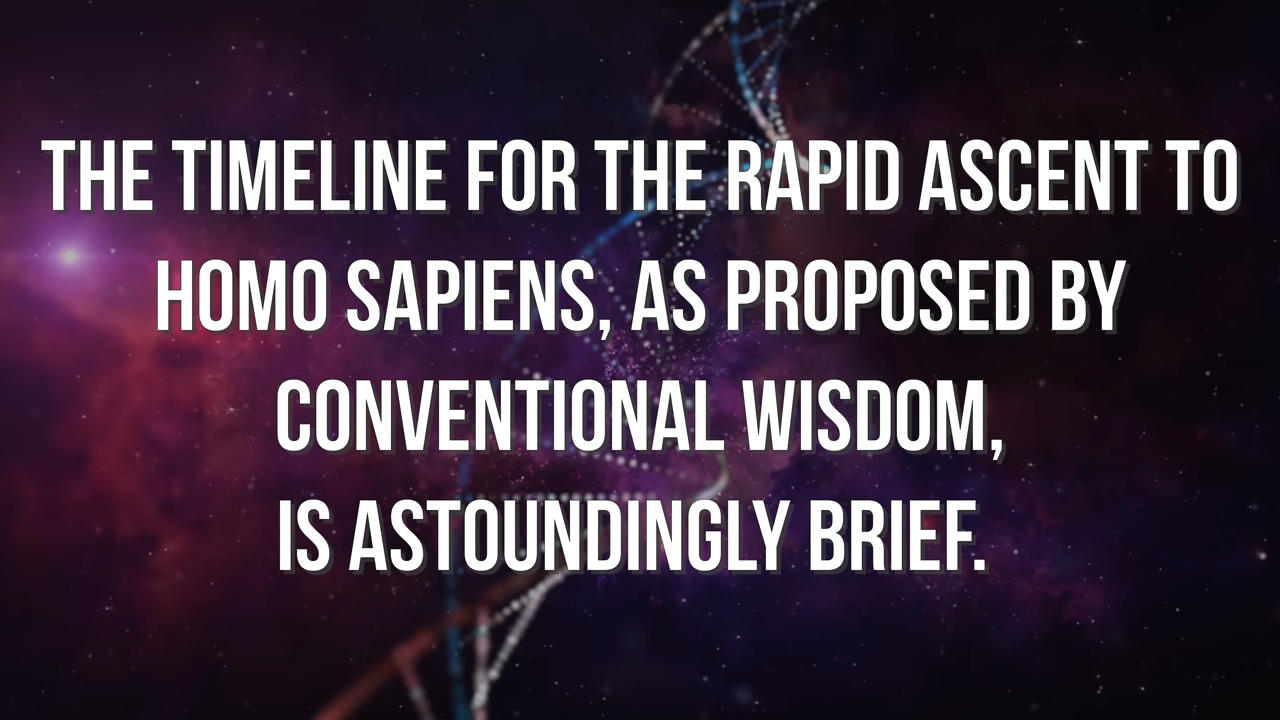 THE TIMELINE FOR THE RAPID ASCENT TO
HOMO SAPIENS, AS PROPOSED BY
CONVENTIONAL WISDOM,
IS ASTOUNDINGLY BRIEF.